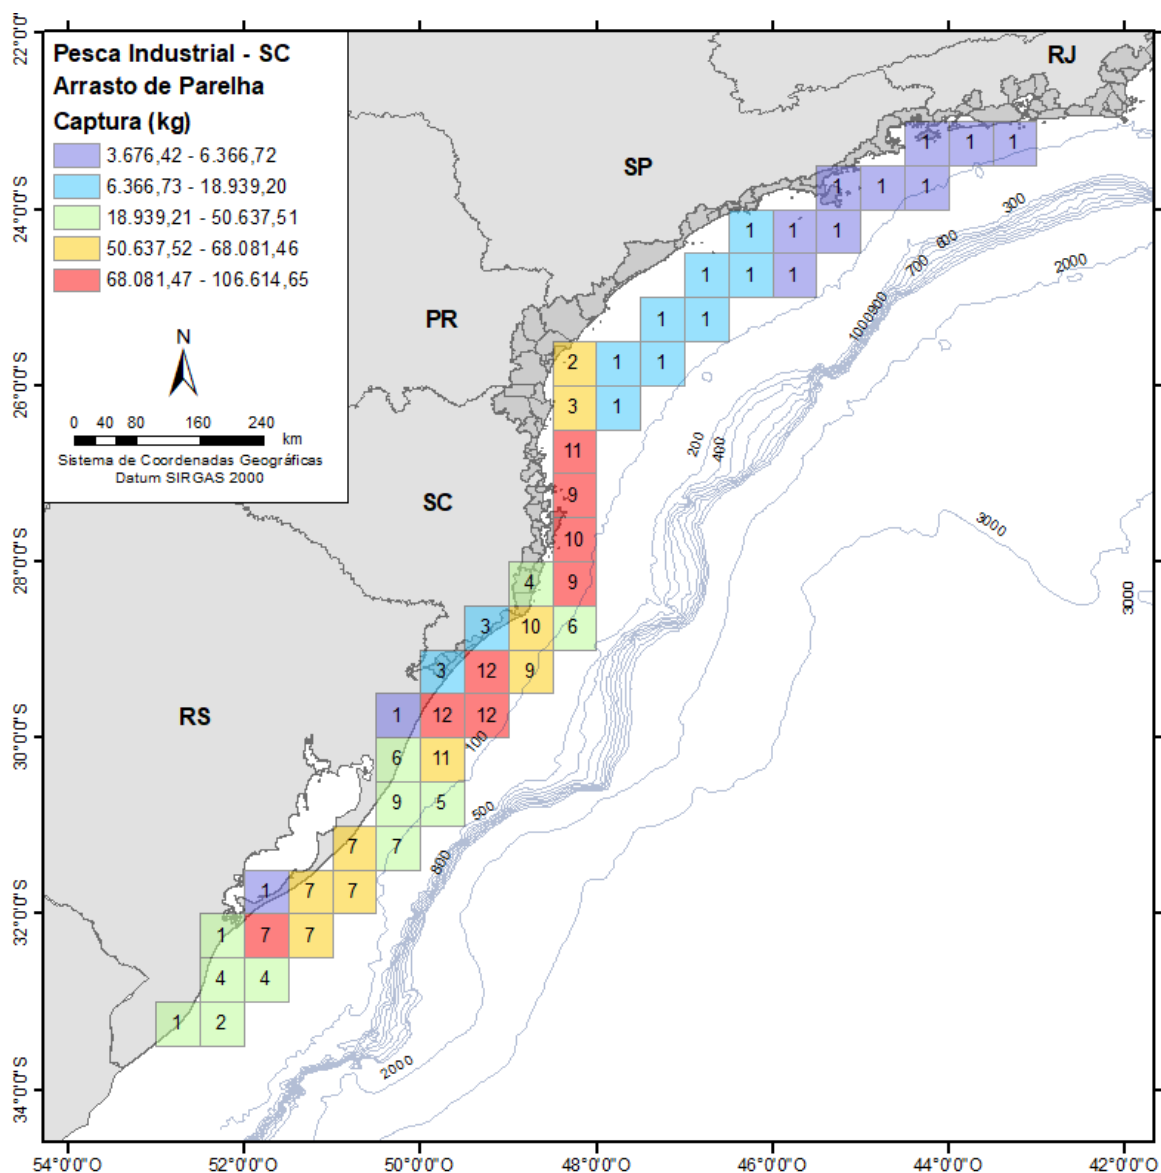 Pesca Industrial - SC
Arrasto de Parelha
Captura (kg)
3.676,42 - 6.366,72
6.366,73 - 18.939,20
18.939,21 - 50.637,51
50.637,52 - 68.081,46
68.081,47 - 106.614,65
N
0 40 80 160 240
km
Sistema de Coordenadas Geográficas
Datum SIRGAS 2000
RJ
SP
PR
SC
RS
1 1 1
1 1 1
1 1 1
1 1 1
1 1
2 1 1
3 1
11
9
10
4 9
3 10 6
3 12 9
1 12 12
6 11
9 5
7 7
1 7 7
1 7 7
4 4
1 2
300
600
700
2000
1000900
200
400
3000
3000
100
500
800
2000
22°0'0"S
24°0'0"S
26°0'0"S
28°0'0"S
30°0'0"S
32°0'0"S
34°0'0"S
54°0'0"O 52°0'0"O 50°0'0"O 48°0'0"O 46°0'0"O 44°0'0"O 42°0'0"O